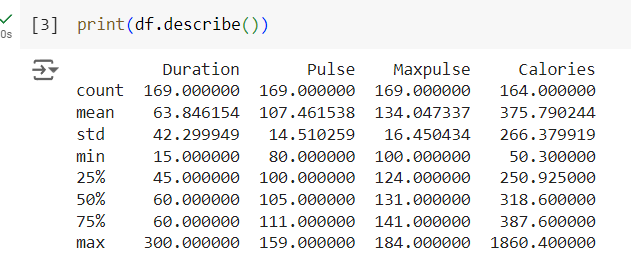 [3] print(df.describe())
0s
Duration Pulse Maxpulse Calories
count 169.000000 169.000000 169.000000 164.000000
mean 63.846154 107.461538 134.047337 375.790244
std 42.299949 14.510259 16.450434 266.379919
min 15.000000 80.000000 100.000000 50.300000
25% 45.000000 100.000000 124.000000 250.925000
50% 60.000000 105.000000 131.000000 318.600000
75% 60.000000 111.000000 141.000000 387.600000
max 300.000000 159.000000 184.000000 1860.400000